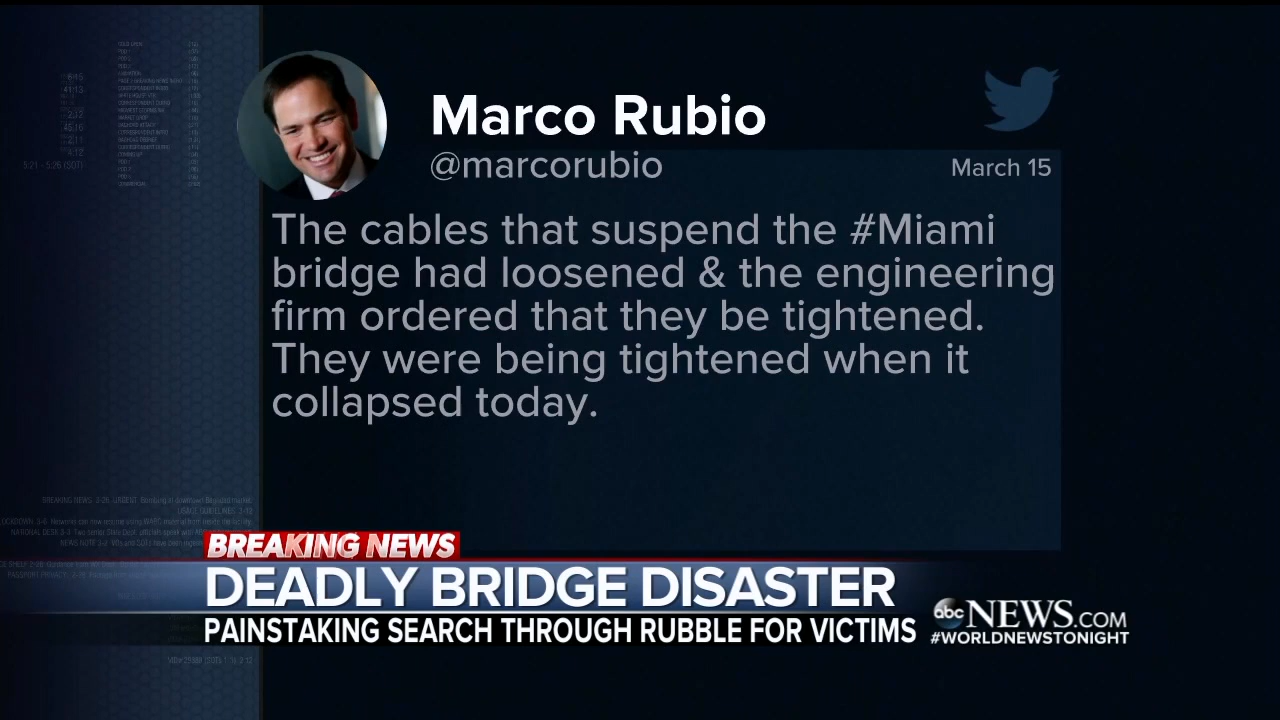 Marco Rubio
@marcorubio
March 15
The cables that suspend the #Miami
bridge had loosened & the engineering
firm ordered that they be tightened.
They were being tightened when it
collapsed today.
BREAKING NEWS
DEADLY BRIDGE DISASTER
PAINSTAKING SEARCH THROUGH RUBBLE FOR VICTIMS
abc NEWS.COM
#WORLDNEWSTONIGHT